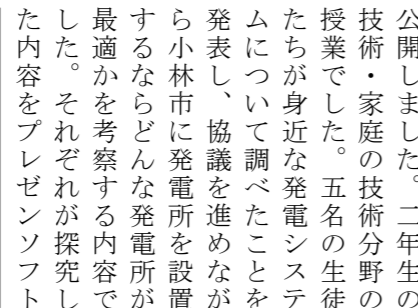 公開しました。二年生の
技術・家庭の技術分野の
授業でした。五名の生徒
たちが身近な発電システ
ムについて調べたことを
発表し、協議を進めなが
ら小林市に発電所を設置
するならどんな発電所が
最適かを考察する内容で
した。それぞれが探究し
た内容をプレゼンソフト